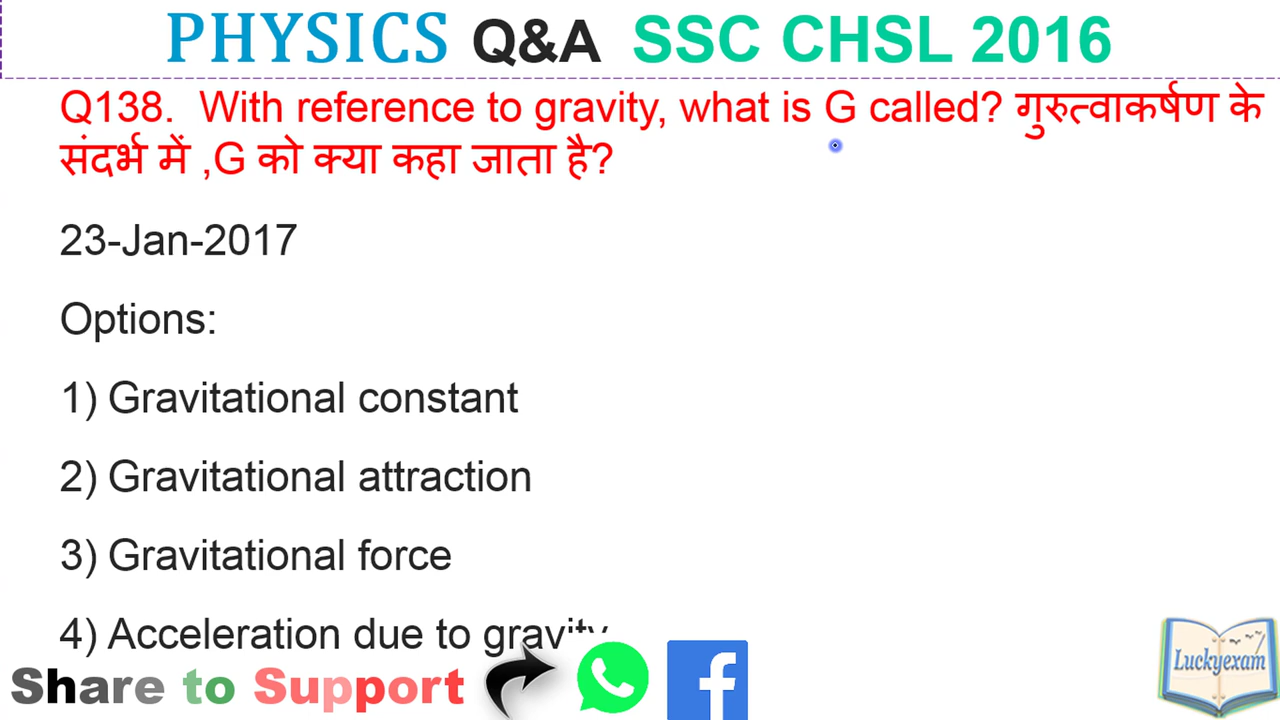 PHYSICS Q&A SSC CHSL 2016
Q138. With reference to gravity, what is G called? गुरुत्वाकर्षण के
संदर्भ में ,G को क्या कहा जाता है?
23-Jan-2017
Options:
1) Gravitational constant
2) Gravitational attraction
3) Gravitational force
4) Acceleration due to gravity
Share to Support
Luckyexam